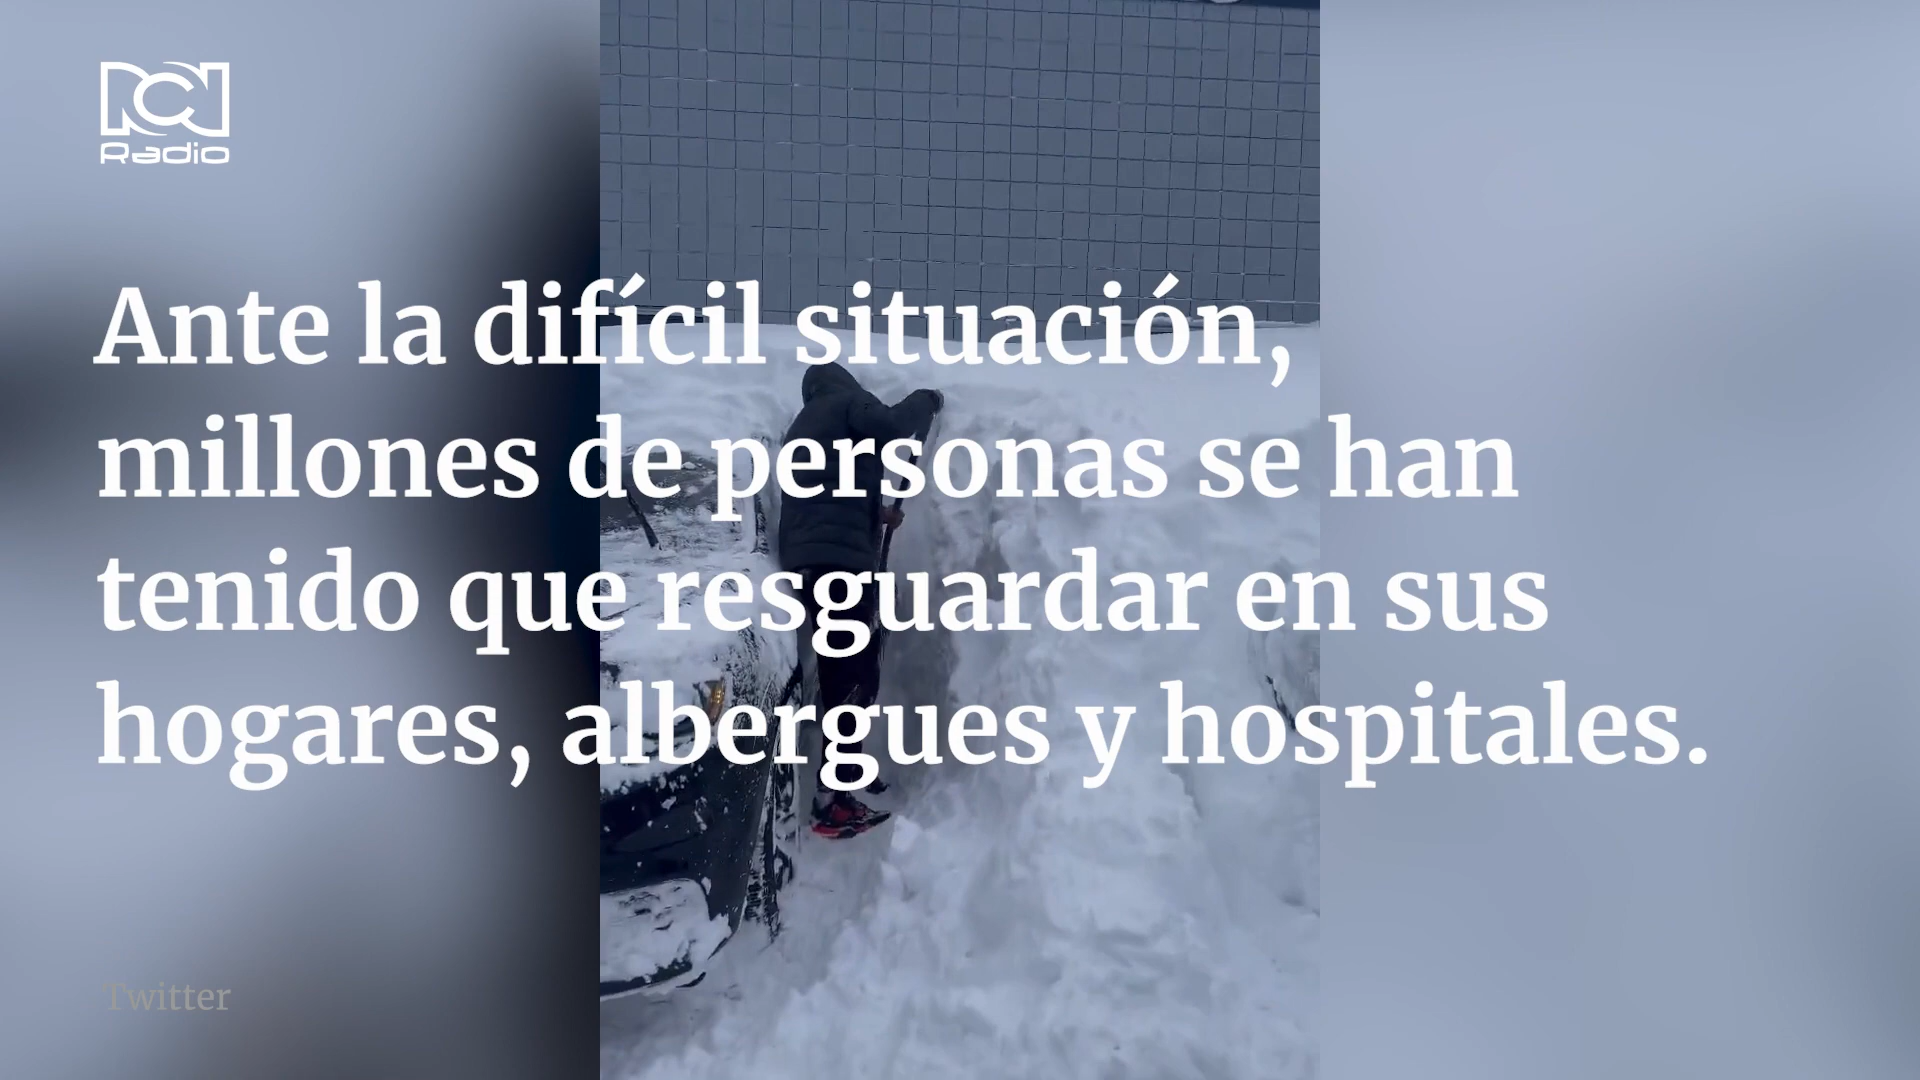 RCN
Radio
Ante la difícil situación,
millones de personas se han
tenido que resguardar en sus
hogares, albergues y hospitales.
Twitter